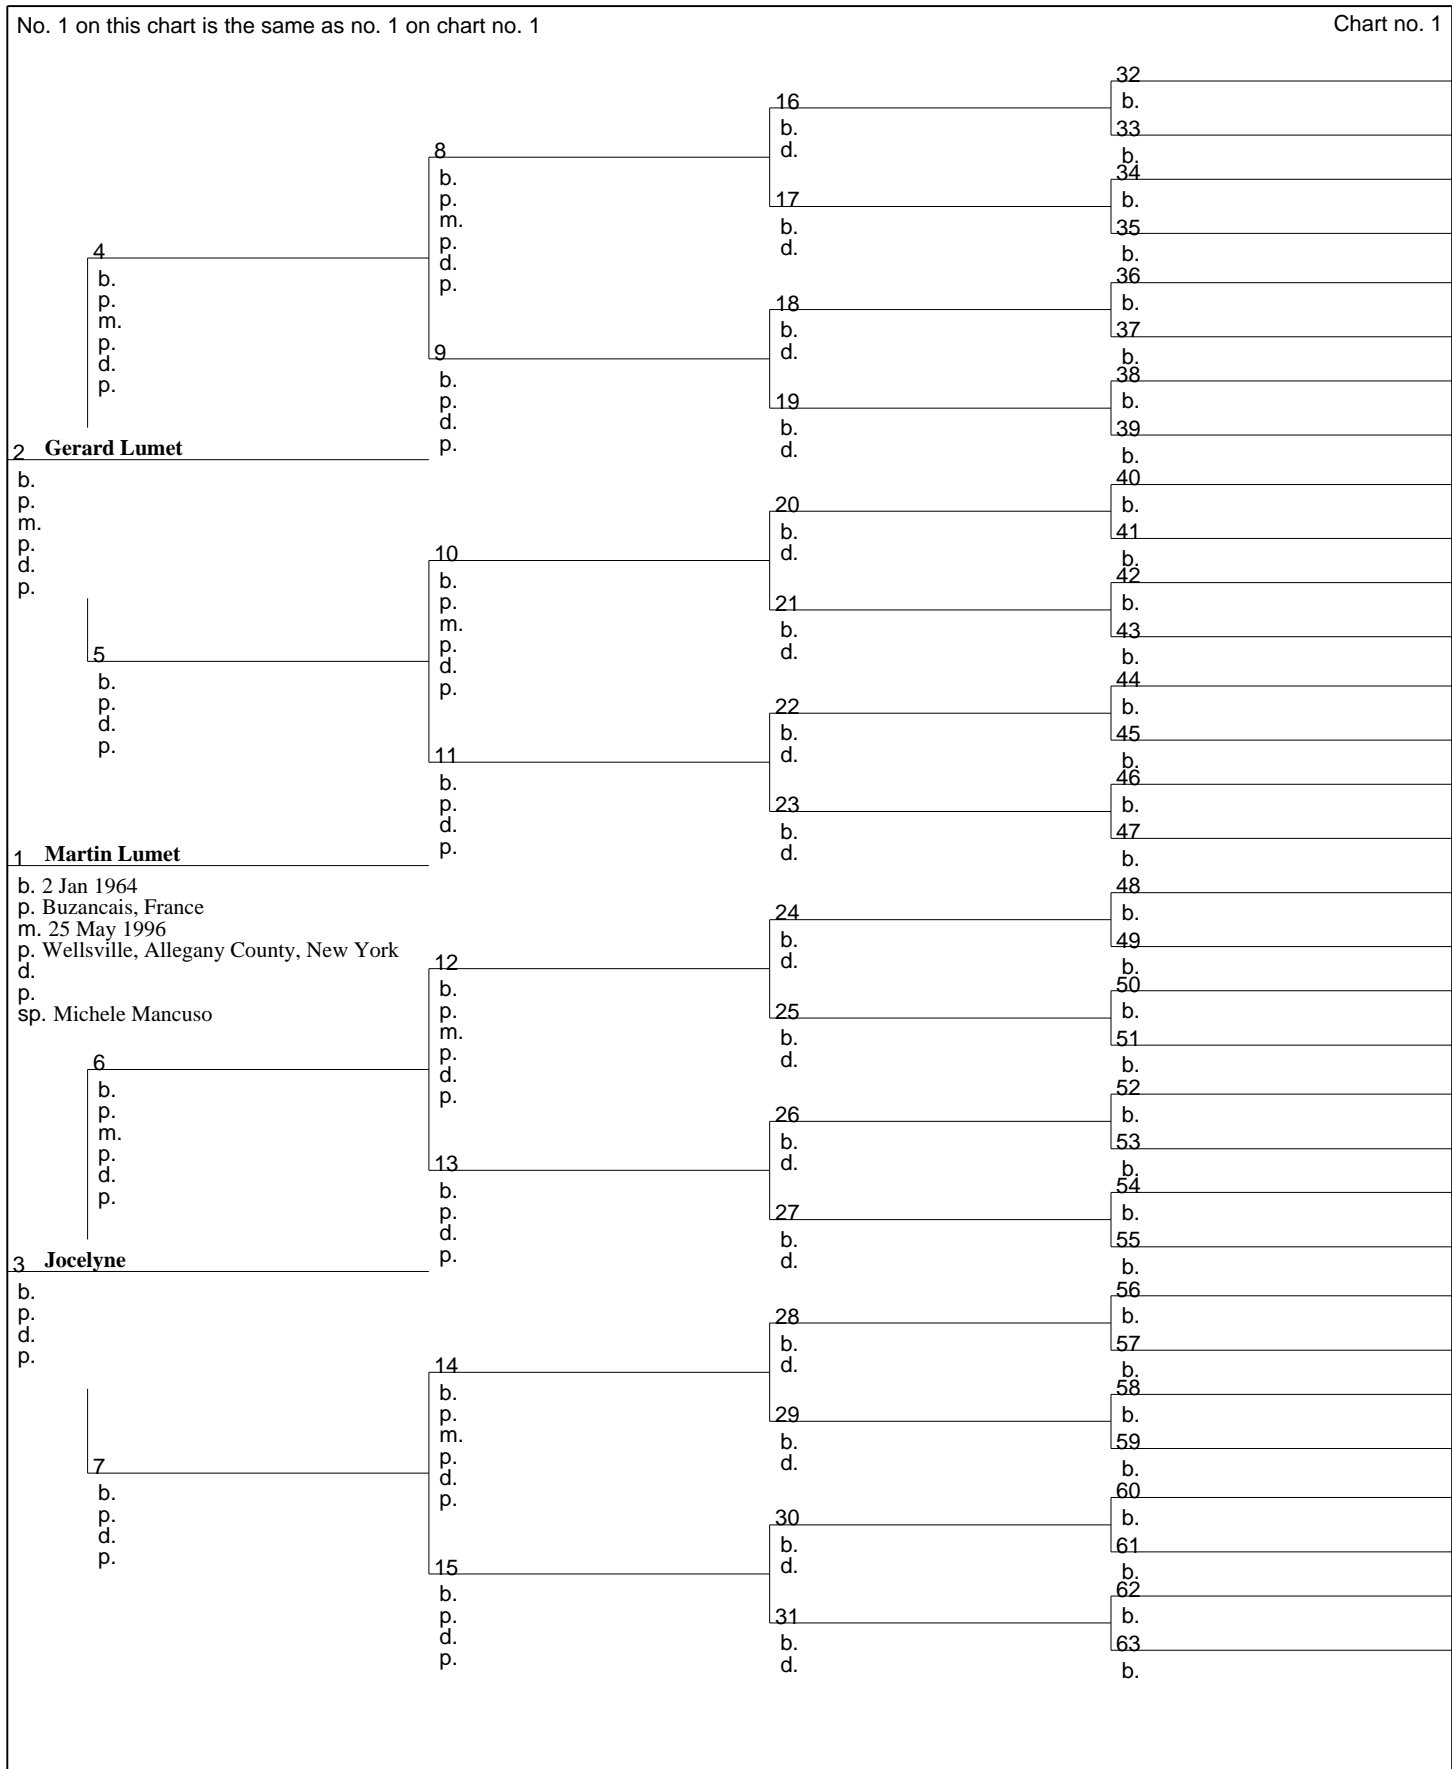 No. 1 on this chart is the same as no. 1 on chart no. 1
Chart no. 1
4
b.
p.
m.
p.
d.
p.
2 Gerard Lumet
b.
p.
m.
p.
d.
p.
5
b.
p.
d.
p.
1 Martin Lumet
b. 2 Jan 1964
p. Buzancais, France
m. 25 May 1996
p. Wellsville, Allegany County, New York
d.
p.
sp. Michele Mancuso
6
b.
p.
m.
p.
d.
p.
3 Jocelyne
b.
p.
d.
p.
7
b.
p.
d.
p.
8
b.
p.
m.
p.
d.
p.
9
b.
p.
d.
p.
10
b.
p.
m.
p.
d.
p.
11
b.
p.
d.
p.
12
b.
p.
m.
p.
d.
p.
13
b.
p.
d.
p.
14
b.
p.
m.
p.
d.
p.
15
b.
p.
d.
p.
16
b.
d.
17
b.
d.
18
b.
d.
19
b.
d.
20
b.
d.
21
b.
d.
22
b.
d.
23
b.
d.
24
b.
d.
25
b.
d.
26
b.
d.
27
b.
d.
28
b.
d.
29
b.
d.
30
b.
d.
31
b.
d.
32
b.
33
b.
34
b.
35
b.
36
b.
37
b.
38
b.
39
b.
40
b.
41
b.
42
b.
43
b.
44
b.
45
b.
46
b.
47
b.
48
b.
49
b.
50
b.
51
b.
52
b.
53
b.
54
b.
55
b.
56
b.
57
b.
58
b.
59
b.
60
b.
61
b.
62
b.
63
b.